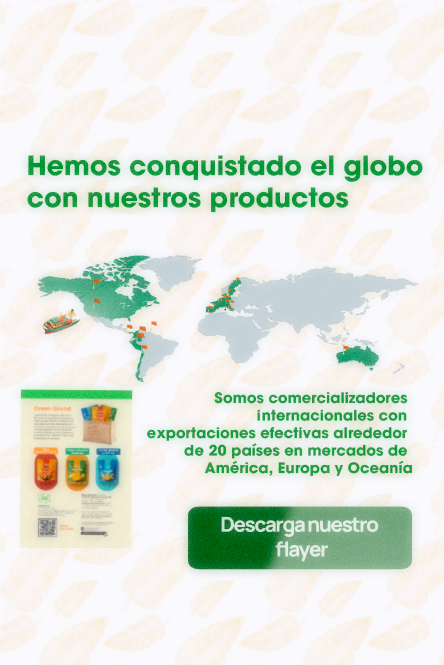 Hemos conquistado el globo
con nuestros productos
Somos comercializadores
internacionales con
exportaciones efectivas alrededor
de 20 países en mercados de
América, Europa y Oceanía
Descarga nuestro
flayer